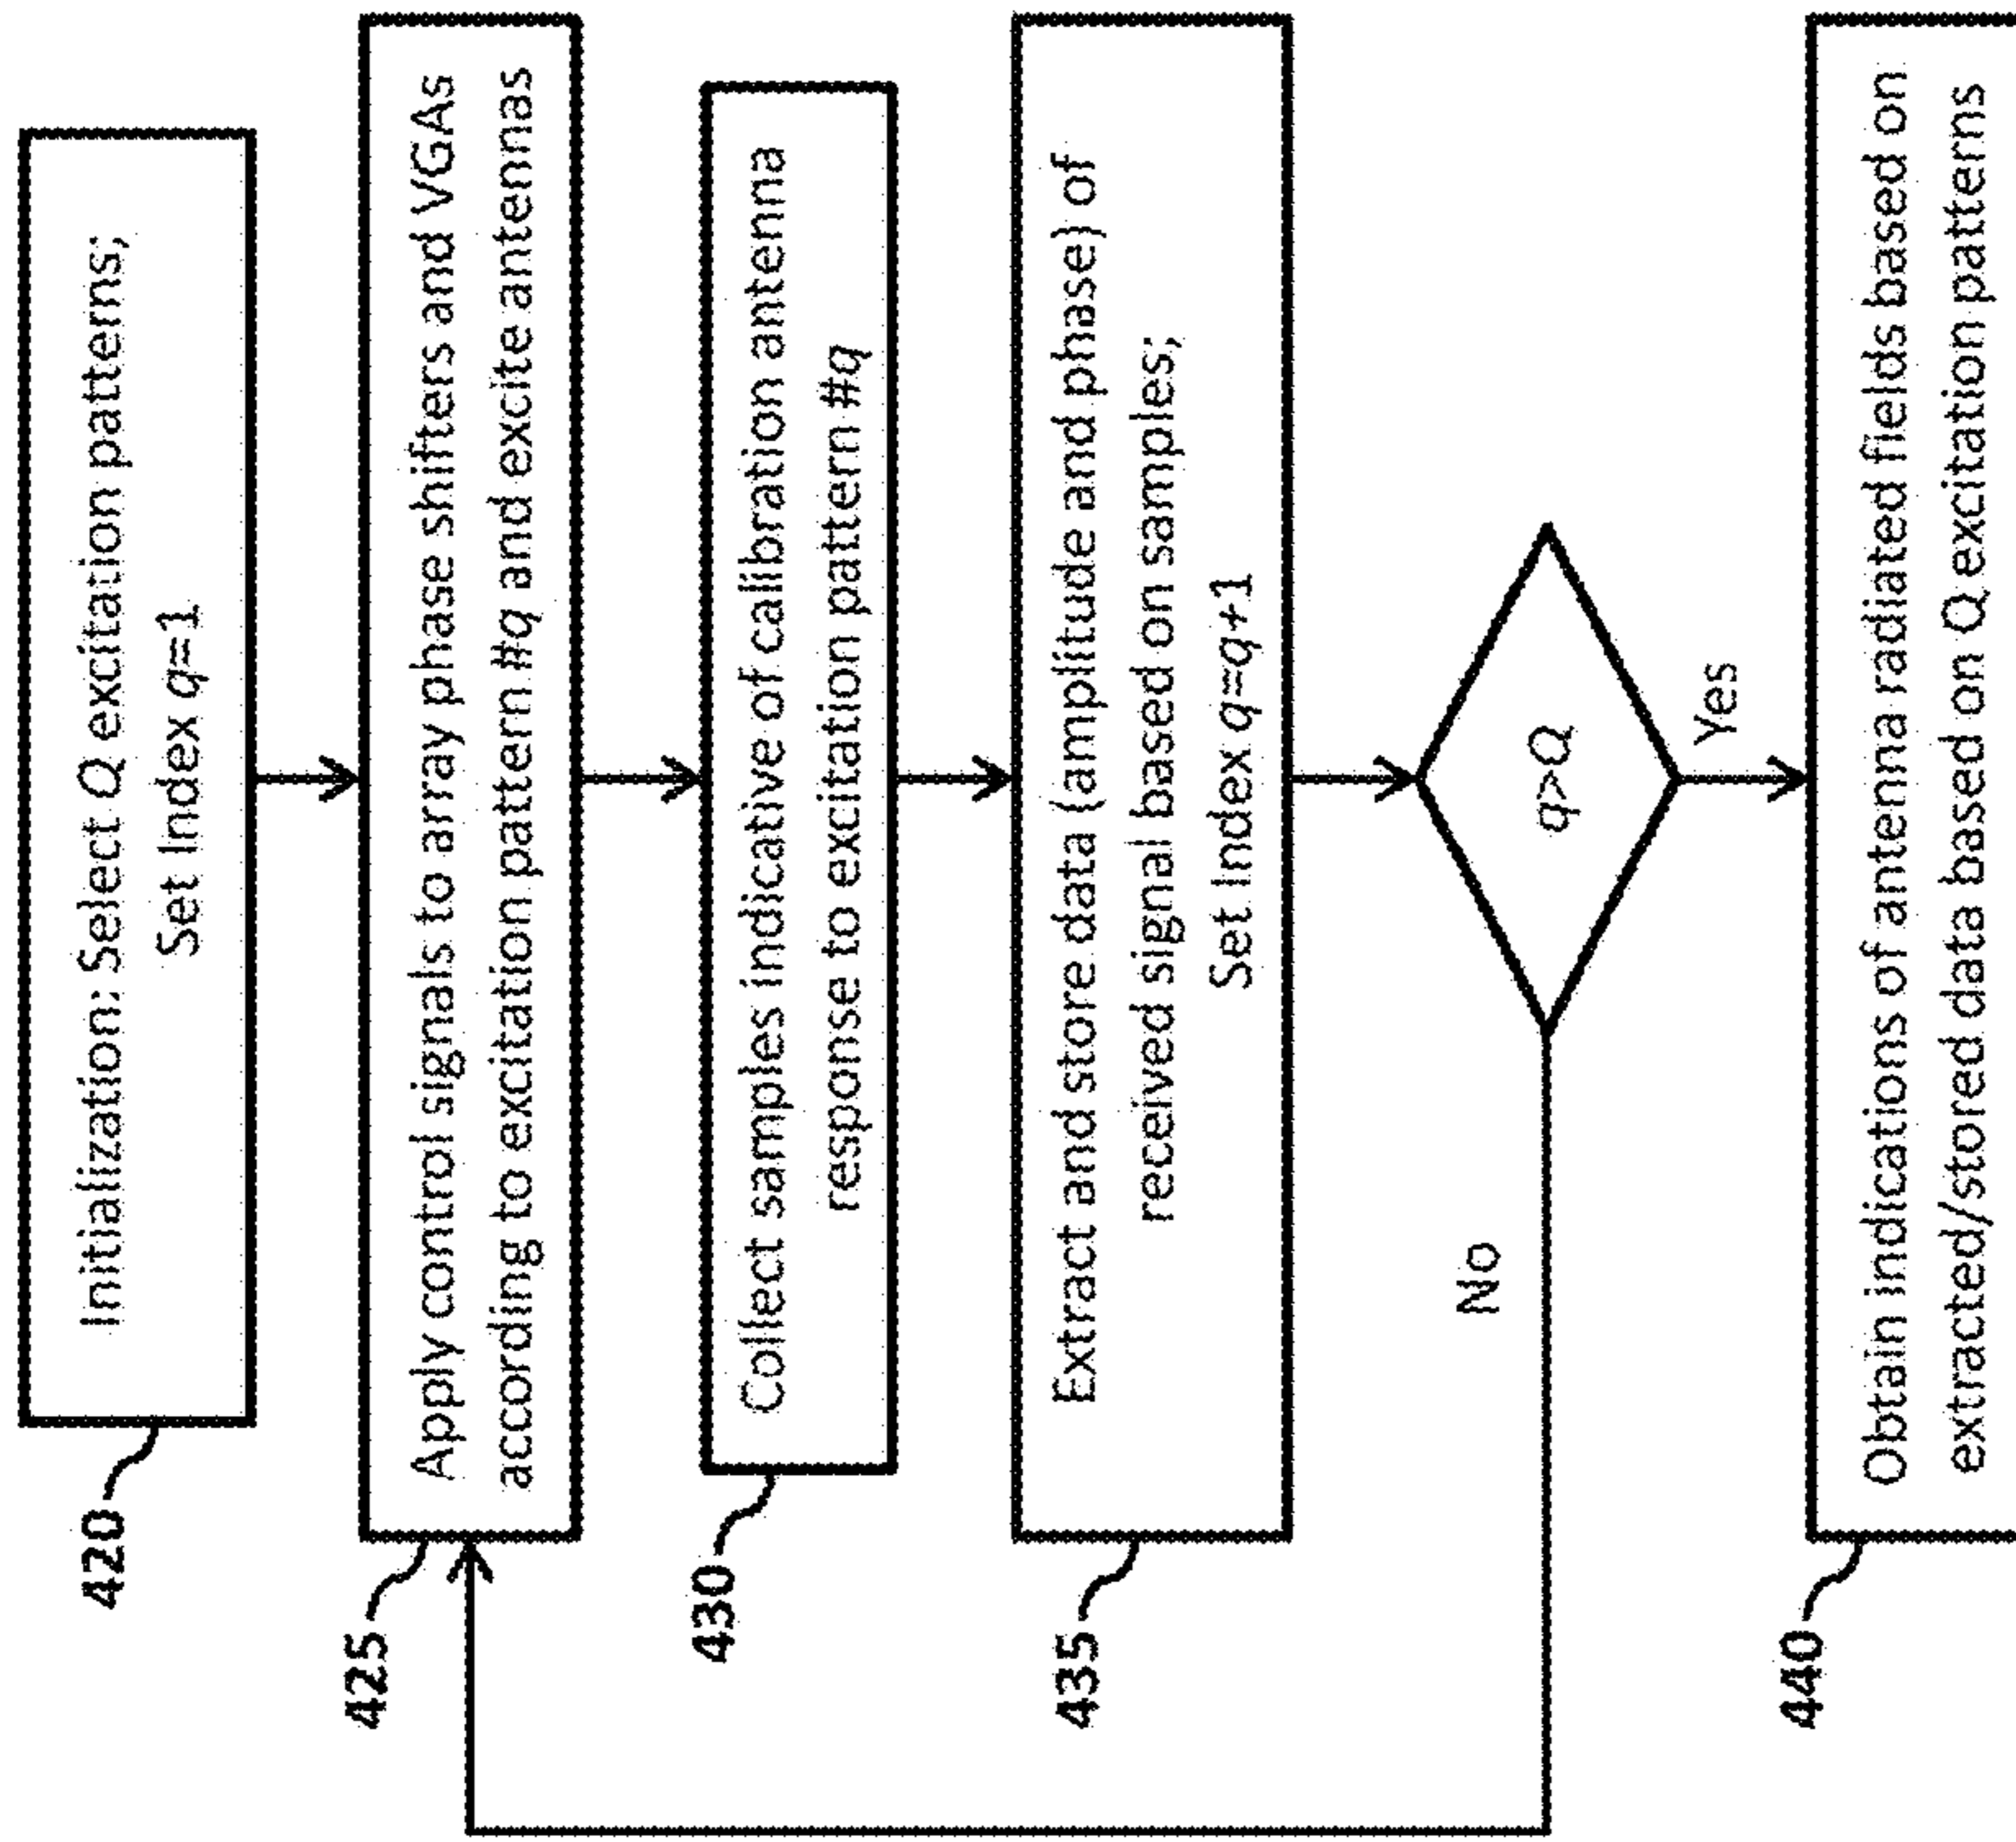 420
Initialization: Select Q excitation patterns;
Set Index q=1
425
Apply control signals to array phase shifters and VGAs
according to excitation pattern #q and excite antennas
430
Collect samples indicative of calibration antenna
response to excitation pattern #q
435
Extract and store data (amplitude and phase) of
received signal based on samples;
Set Index q=q+1
q>Q
No
Yes
440
Obtain indications of antenna radiated fields based on
extracted/stored data based on Q excitation patterns